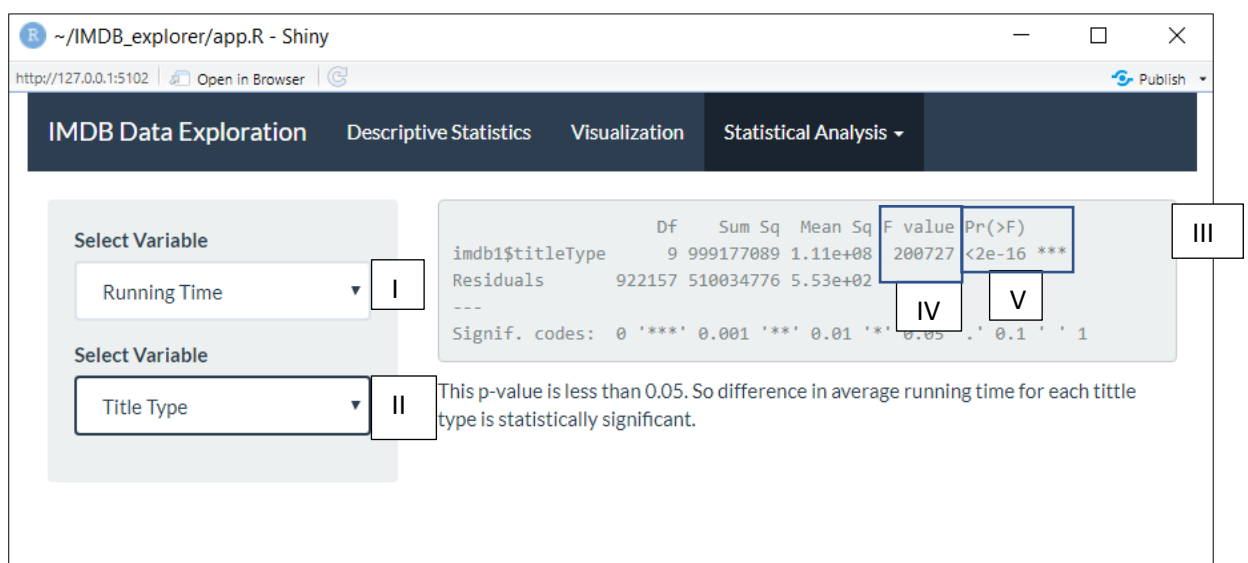 R ~/IMDB_explorer/app.R - Shiny
http://127.0.0.1:5102 Open in Browser Publish
IMDB Data Exploration Descriptive Statistics Visualization Statistical Analysis
Select Variable
Running Time I
Select Variable
Title Type II
Df Sum Sq Mean Sq F value Pr(>F)
imdb1$titleType 9 999177089 1.11e+08 200727 <2e-16 ***
Residuals 922157 510034776 5.53e+02
---
Signif. codes: 0 '***' 0.001 '**' 0.01 '*' 0.05 '.' 0.1 ' ' 1
III
IV
V
This p-value is less than 0.05. So difference in average running time for each tittle
type is statistically significant.